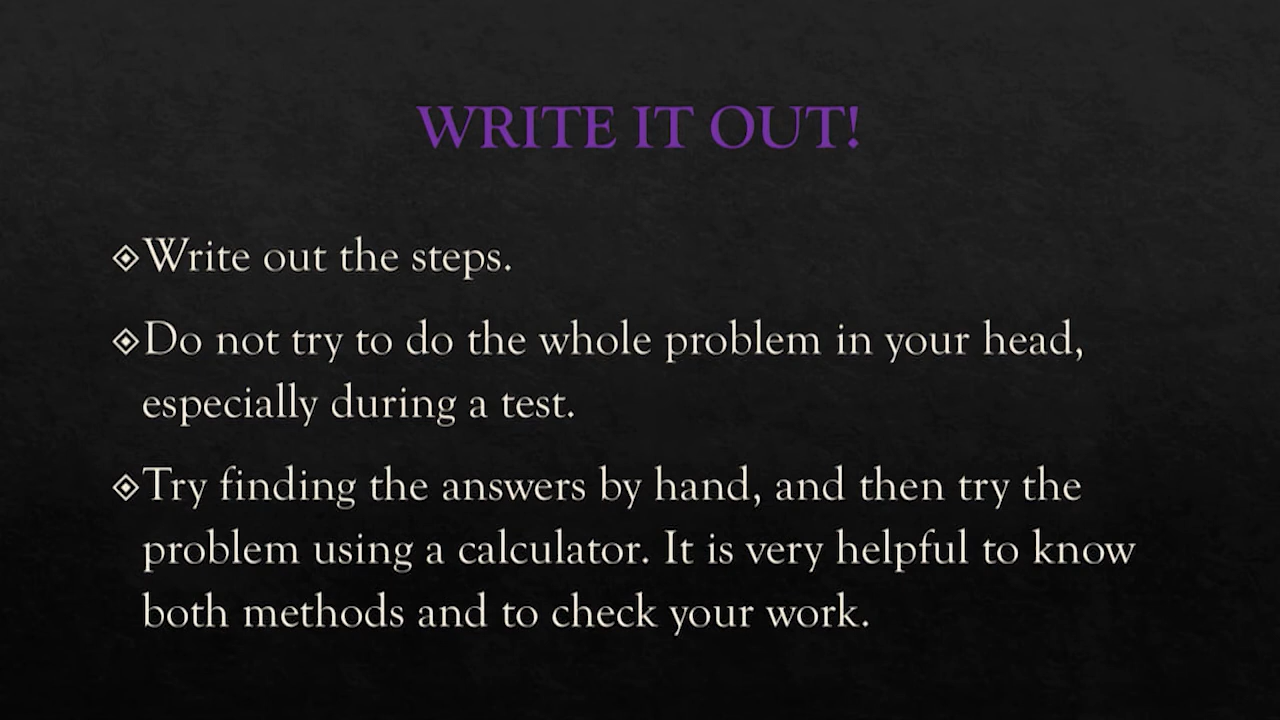 WRITE IT OUT!
Write out the steps.
Do not try to do the whole problem in your head,
especially during a test.
Try finding the answers by hand, and then try the
problem using a calculator. It is very helpful to know
both methods and to check your work.